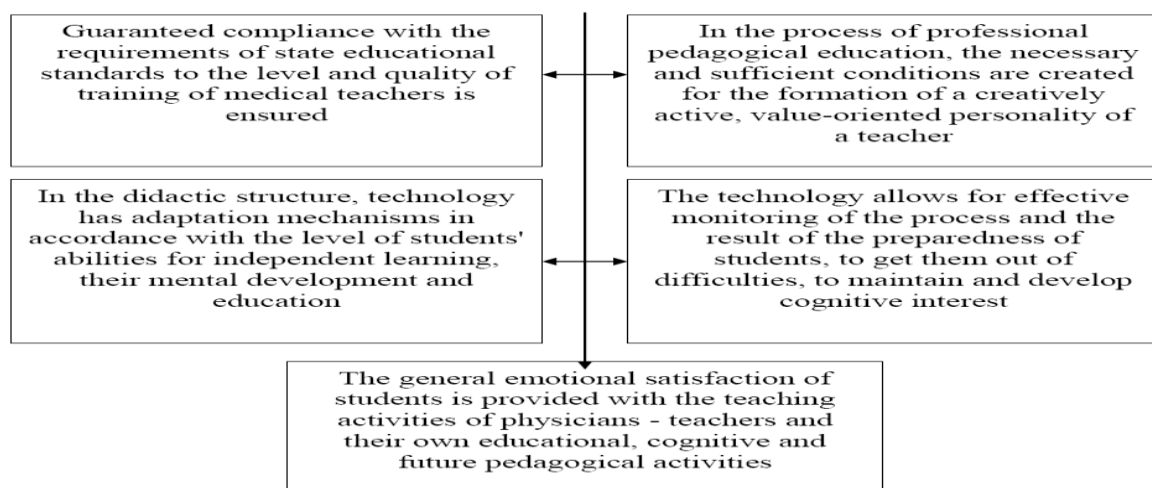 Guaranteed compliance with the
requirements of state educational
standards to the level and quality of
training of medical teachers is
ensured
In the process of professional
pedagogical education, the necessary
and sufficient conditions are created
for the formation of a creatively
active, value-oriented personality of
a teacher
In the didactic structure, technology
has adaptation mechanisms in
accordance with the level of students'
abilities for independent learning,
their mental development and
education
The technology allows for effective
monitoring of the process and the
result of the preparedness of
students, to get them out of
difficulties, to maintain and develop
cognitive interest
The general emotional satisfaction of
students is provided with the teaching
activities of physicians - teachers and
their own educational, cognitive and
future pedagogical activities